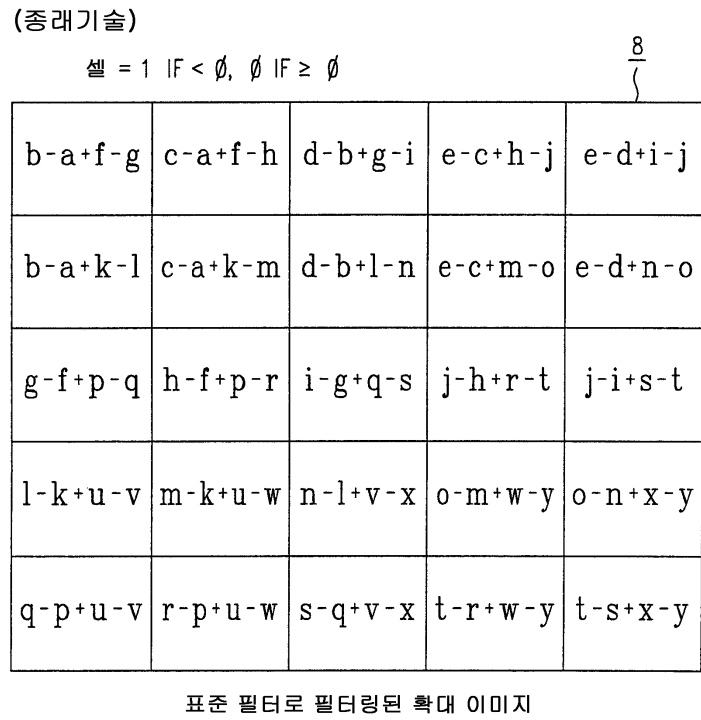 (종래기술)
셀 = 1 IF < Ø, Ø IF ≥ Ø
8
b-a+f-g c-a+f-h d-b+g-i e-c+h-j e-d+i-j
b-a+k-l c-a+k-m d-b+l-n e-c+m-o e-d+n-o
g-f+p-q h-f+p-r i-g+q-s j-h+r-t j-i+s-t
l-k+u-v m-k+u-w n-l+v-x o-m+w-y o-n+x-y
q-p+u-v r-p+u-w s-q+v-x t-r+w-y t-s+x-y
표준 필터로 필터링된 확대 이미지